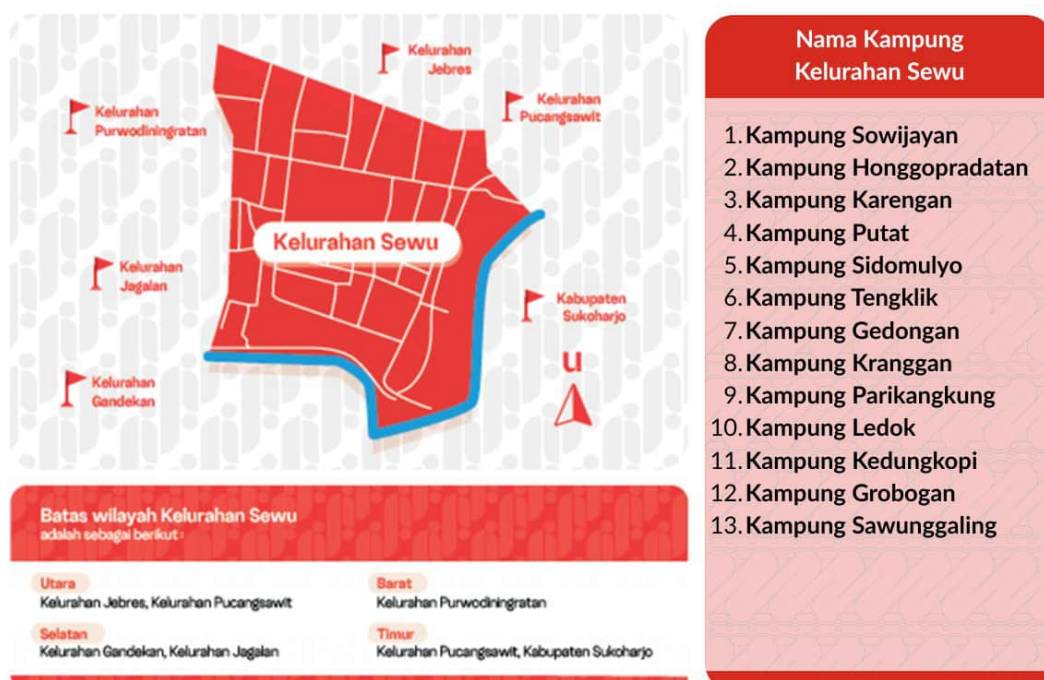 Kelurahan
Jebres
Kelurahan
Purwodiningratan
Kelurahan
Pucangsawit
Kelurahan Sewu
Kelurahan
Jagalan
Kabupaten
Sukoharjo
Kelurahan
Gandekan
u
Batas wilayah Kelurahan Sewu
adalah sebagai berikut :
Utara
Kelurahan Jebres, Kelurahan Pucangsawit
Barat
Kelurahan Purwodiningratan
Selatan
Kelurahan Gandekan, Kelurahan Jagalan
Timur
Kelurahan Pucangsawit, Kabupaten Sukoharjo
Nama Kampung
Kelurahan Sewu
1. Kampung Sowijayan
2. Kampung Honggopradatan
3. Kampung Karengan
4. Kampung Putat
5. Kampung Sidomulyo
6. Kampung Tengklik
7. Kampung Gedongan
8. Kampung Kranggan
9. Kampung Parikangkung
10. Kampung Ledok
11. Kampung Kedungkopi
12. Kampung Grobogan
13. Kampung Sawunggaling